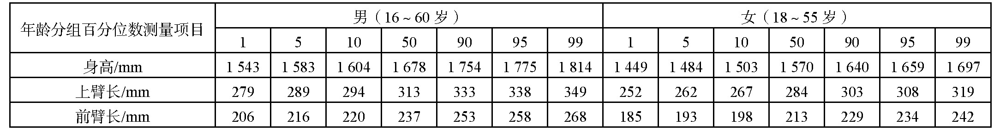 年龄分组百分位数测量项目 男（16~60 岁） 女（18~55 岁）
1 5 10 50 90 95 99 1 5 10 50 90 95 99
身高/mm 1 543 1 583 1 604 1 678 1 754 1 775 1 814 1 449 1 484 1 503 1 570 1 640 1 659 1 697
上臂长/mm 279 289 294 313 333 338 349 252 262 267 284 303 308 319
前臂长/mm 206 216 220 237 253 258 268 185 193 198 213 229 234 242